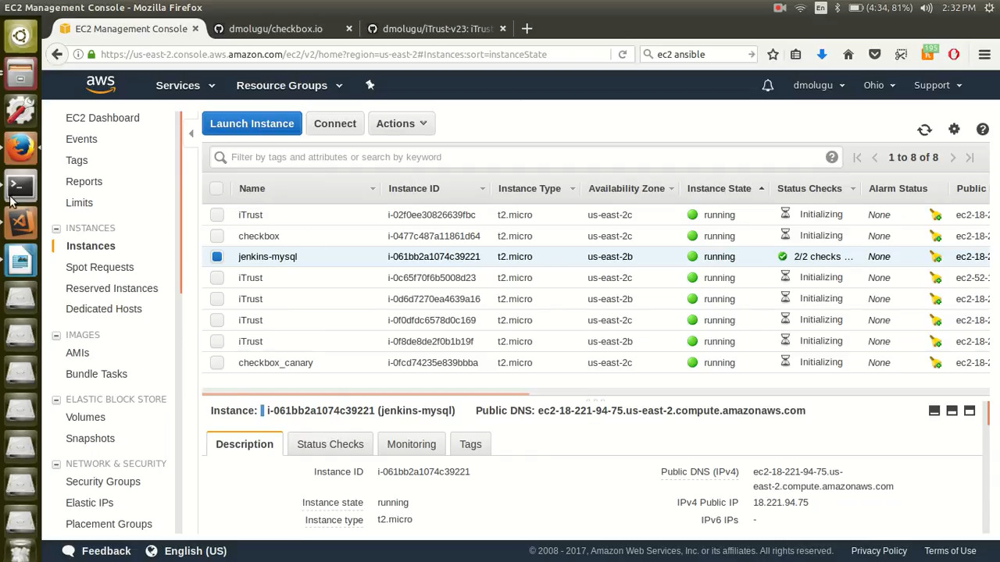 EC2 Management Console - Mozilla Firefox
En
(4:34, 81%)
2:32 PM
EC2 Management Console
dmolugu/checkbox.io
dmolugu/iTrust-v23: iTrust
https://us-east-2.console.aws.amazon.com/ec2/v2/home?region=us-east-2#Instances:sort=instanceState
ec2 ansible
195
aws
Services
Resource Groups
dmolugu
Ohio
Support
EC2 Dashboard
Events
Tags
Reports
Limits
INSTANCES
Instances
Spot Requests
Reserved Instances
Dedicated Hosts
IMAGES
AMIs
Bundle Tasks
ELASTIC BLOCK STORE
Volumes
Snapshots
NETWORK & SECURITY
Security Groups
Elastic IPs
Placement Groups
Launch Instance
Connect
Actions
Filter by tags and attributes or search by keyword
1 to 8 of 8
Name Instance ID Instance Type Availability Zone Instance State Status Checks Alarm Status Public
iTrust i-02f0ee30826639fbc t2.micro us-east-2c running Initializing None ec2-18-2
checkbox i-0477c487a11861d64 t2.micro us-east-2c running Initializing None ec2-18-2
jenkins-mysql i-061bb2a1074c39221 t2.micro us-east-2b running 2/2 checks ... None ec2-18-2
iTrust i-0c65f70f6b5008d23 t2.micro us-east-2c running Initializing None ec2-52-
iTrust i-0d6d7270ea4639a16 t2.micro us-east-2b running Initializing None ec2-18-2
iTrust i-0f0dfdc6578d0c169 t2.micro us-east-2c running Initializing None ec2-18-2
iTrust i-0f8de8de2f0b1b19f t2.micro us-east-2b running Initializing None ec2-18-2
checkbox_canary i-0fcd74235e839bbba t2.micro us-east-2c running Initializing None ec2-18-2
Instance: i-061bb2a1074c39221 (jenkins-mysql) Public DNS: ec2-18-221-94-75.us-east-2.compute.amazonaws.com
Description
Status Checks
Monitoring
Tags
Instance ID i-061bb2a1074c39221
Instance state running
Instance type t2.micro
Public DNS (IPv4) ec2-18-221-94-75.us-
east-2.compute.amazonaws.com
IPv4 Public IP 18.221.94.75
IPv6 IPs -
Feedback
English (US)
© 2008 - 2017, Amazon Web Services, Inc. or its affiliates. All rights reserved.
Privacy Policy
Terms of Use